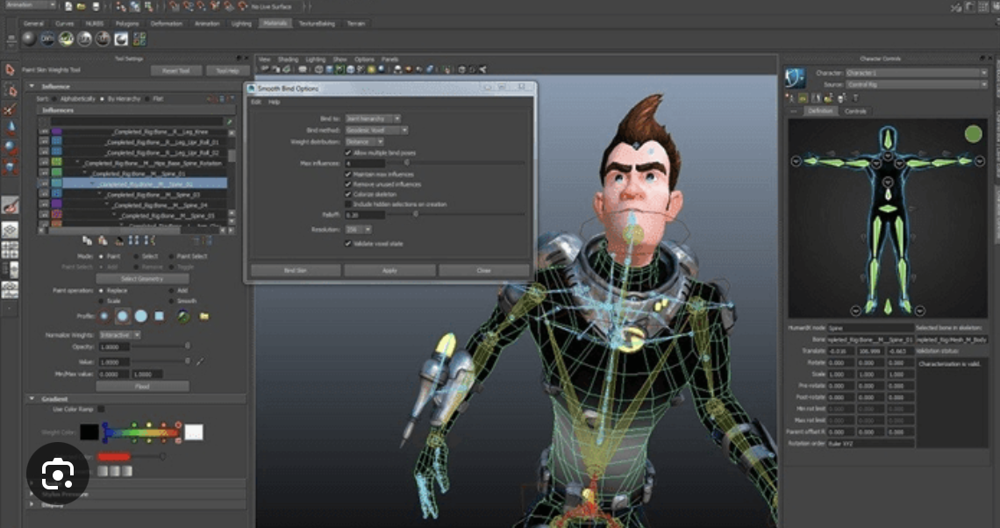 Animation
No Live Surface
General Curves NURBS Polygons Deformation Animation Lighting Materials TextureBaking Terrain
Tool Settings
Paint Skin Weights Tool
Reset Tool
Tool Help
Influence
Sort: Alphabetically By Hierarchy Flat
Influences
_Completed_Rig:Bone__R__Leg_Knee
_Completed_Rig:Bone__R__Leg_Upr_Roll_01
_Completed_Rig:Bone__R__Leg_Upr_Roll_02
_Completed_Rig:Bone__M__Hips_Base_Spine_Rotation
_Completed_Rig:Bone__M__Spine_01
_Completed_Rig:Bone__M__Spine_02
_Completed_Rig:Bone__M__Spine_03
_Completed_Rig:Bone__M__Spine_04
_Completed_Rig:Bone__M__Spine_05
Mode: Paint Select Paint Select
Paint Select: Add Remove Toggle
Select Geometry
Paint operation: Replace Add
Scale Smooth
Profile:
Normalize Weights: Interactive
Opacity: 1.0000
Value: 1.0000
Min/Max value: 0.0000 1.0000
Flood
Gradient
Use Color Ramp
Weight Color:
Stylus Pressure
Display
View Shading Lighting Show Options Panels
Smooth Bind Options
Edit Help
Bind to: Joint hierarchy
Bind method: Geodesic Voxel
Weight distribution: Distance
Allow multiple bind poses
Max influences: 4
Maintain max influences
Remove unused influences
Colorize skeleton
Include hidden selections on creation
Falloff: 0.20
Resolution: 256
Validate voxel state
Bind Skin
Apply
Close
Character Controls
Character: Character1
Source: Control Rig
Definition Controls
HumanIK node Spine Selected bone in skeleton:
Bone mpleted_Rig:Bone__M__Spine_01 mpleted_Rig:Mesh_M_Body
Translate -0.016 106.999 -0.663 Validation status:
Rotate 0.000 0.000 0.000 Characterization is valid.
Scale 1.000 1.000 1.000
Pre-rotate 0.000 0.000 0.000
Post-rotate 0.000 0.000 0.000
Min rot limit 0.000 0.000 0.000
Max rot limit 0.000 0.000 0.000
Parent offset R 0.000 0.000 0.000
Rotation order Euler XYZ